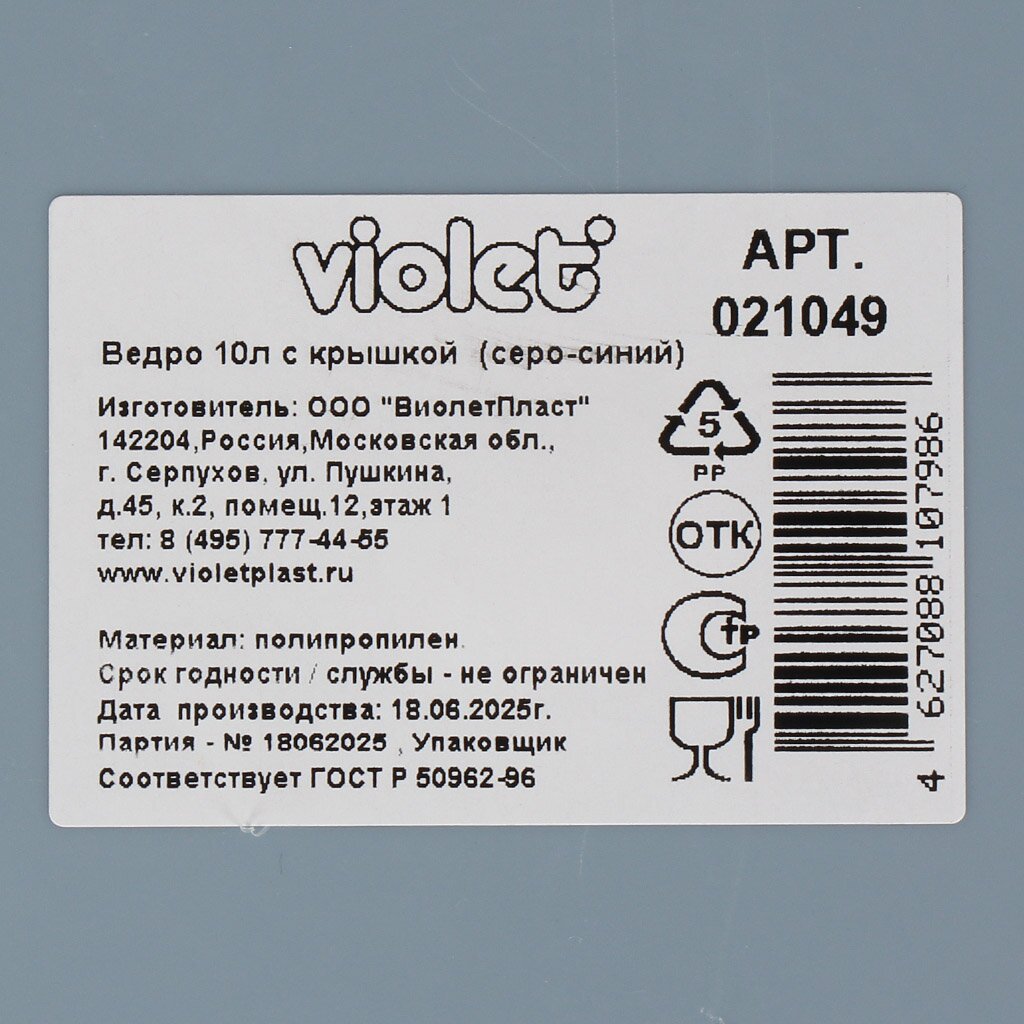 violet
АРТ.
021049
Ведро 10л с крышкой (серо-синий)
Изготовитель: ООО "ВиолетПласт"
142204,Россия,Московская обл.,
г. Серпухов, ул. Пушкина,
д.45, к.2, помещ.12,этаж 1
тел: 8 (495) 777-44-55
www.violetplast.ru
Материал: полипропилен.
Срок годности / службы - не ограничен
Дата производства: 18.06.2025г.
Партия - № 18062025 , Упаковщик
Соответствует ГОСТ Р 50962-96
5
PP
ОТК
тр
4 627088 107986